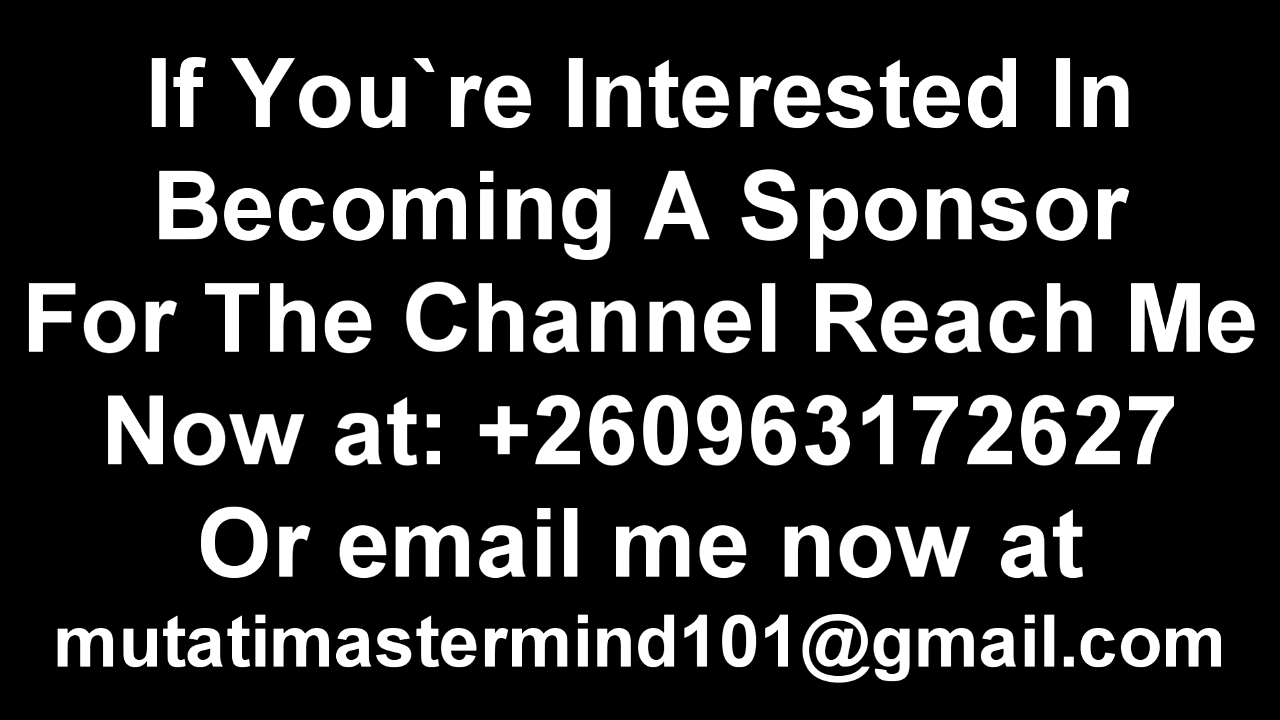 If You`re Interested In
Becoming A Sponsor
For The Channel Reach Me
Now at: +260963172627
Or email me now at
mutatimastermind101@gmail.com